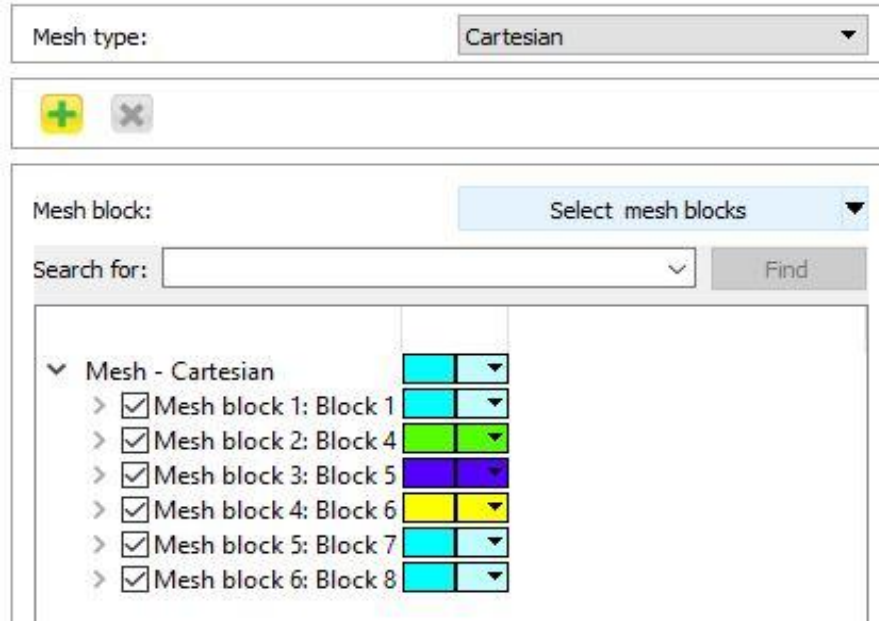 Mesh type: Cartesian
Mesh block: Select mesh blocks
Search for: Find
Mesh - Cartesian
Mesh block 1: Block 1
Mesh block 2: Block 4
Mesh block 3: Block 5
Mesh block 4: Block 6
Mesh block 5: Block 7
Mesh block 6: Block 8